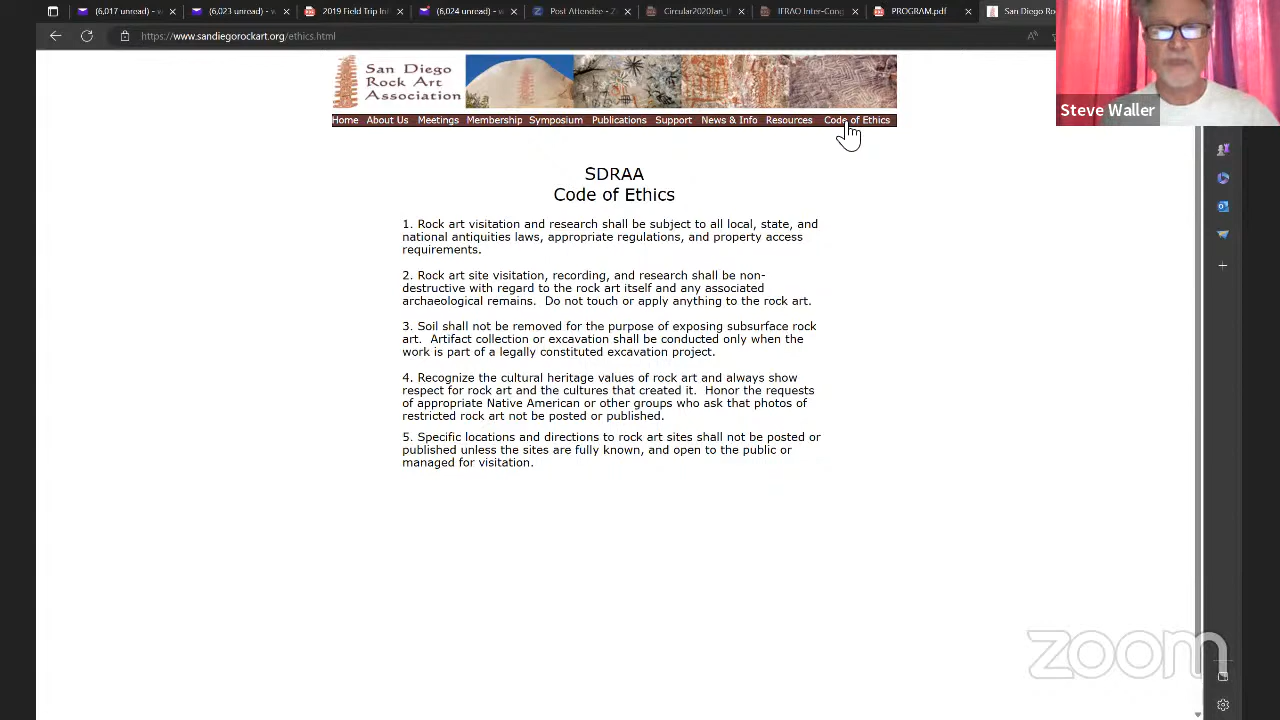 (6,017 unread) - w
(6,023 unread) - w
2019 Field Trip In
(6,024 unread) - w
Post Attendee - Z
Circular2020Jan_I
IFRAO Inter-Cong
PROGRAM.pdf
San Diego Ro
https://www.sandiegorockart.org/ethics.html
San Diego
Rock Art
Association
Steve Waller
Home About Us Meetings Membership Symposium Publications Support News & Info Resources Code of Ethics
SDRAA
Code of Ethics
1. Rock art visitation and research shall be subject to all local, state, and
national antiquities laws, appropriate regulations, and property access
requirements.
2. Rock art site visitation, recording, and research shall be non-
destructive with regard to the rock art itself and any associated
archaeological remains. Do not touch or apply anything to the rock art.
3. Soil shall not be removed for the purpose of exposing subsurface rock
art. Artifact collection or excavation shall be conducted only when the
work is part of a legally constituted excavation project.
4. Recognize the cultural heritage values of rock art and always show
respect for rock art and the cultures that created it. Honor the requests
of appropriate Native American or other groups who ask that photos of
restricted rock art not be posted or published.
5. Specific locations and directions to rock art sites shall not be posted or
published unless the sites are fully known, and open to the public or
managed for visitation.
zoom